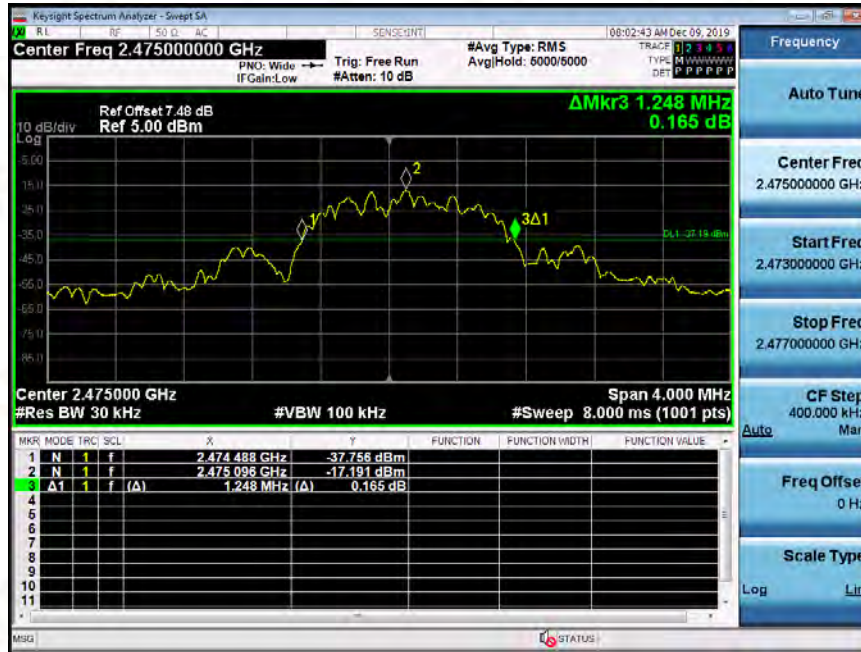 Keysight Spectrum Analyzer - Swept SA
RL RF 50 Ω AC SENSE:INT 08:02:43 AM Dec 09, 2019
Center Freq 2.475000000 GHz
PNO: Wide
IFGain:Low
Trig: Free Run
#Atten: 10 dB
#Avg Type: RMS
Avg|Hold: 5000/5000
TRACE 1 2 3 4 5 6
TYPE M WWWWW
DET P P P P P P
Frequency
Auto Tune
Center Freq
2.475000000 GHz
Start Freq
2.473000000 GHz
Stop Freq
2.477000000 GHz
CF Step
400.000 kHz
Auto Man
Freq Offset
0 Hz
Scale Type
Log Lin
ΔMkr3 1.248 MHz
0.165 dB
Ref Offset 7.48 dB
10 dB/div Ref 5.00 dBm
Log
-5.00
-15.0
-25.0
-35.0
-45.0
-55.0
-65.0
-75.0
-85.0
1
2
3Δ1
DL1 -37.19 dBm
Center 2.475000 GHz Span 4.000 MHz
#Res BW 30 kHz #VBW 100 kHz #Sweep 8.000 ms (1001 pts)
MKR MODE TRC SCL X Y FUNCTION FUNCTION WIDTH FUNCTION VALUE
1 N 1 f 2.474 488 GHz -37.756 dBm
2 N 1 f 2.475 096 GHz -17.191 dBm
3 Δ1 1 f (Δ) 1.248 MHz (Δ) 0.165 dB
4
5
6
7
8
9
10
11
MSG STATUS